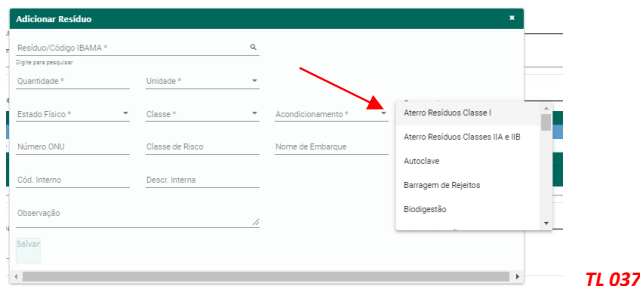 Adicionar Resíduo ×
Resíduo/Código IBAMA *
Digite para pesquisar
Quantidade * Unidade *
Estado Físico * Classe * Acondicionamento * Aterro Resíduos Classe I
Aterro Resíduos Classes IIA e IIB
Número ONU Classe de Risco Nome de Embarque Autoclave
Cód. Interno Descr. Interna Barragem de Rejeitos
Observação Biodigestão
Salvar
TL 037